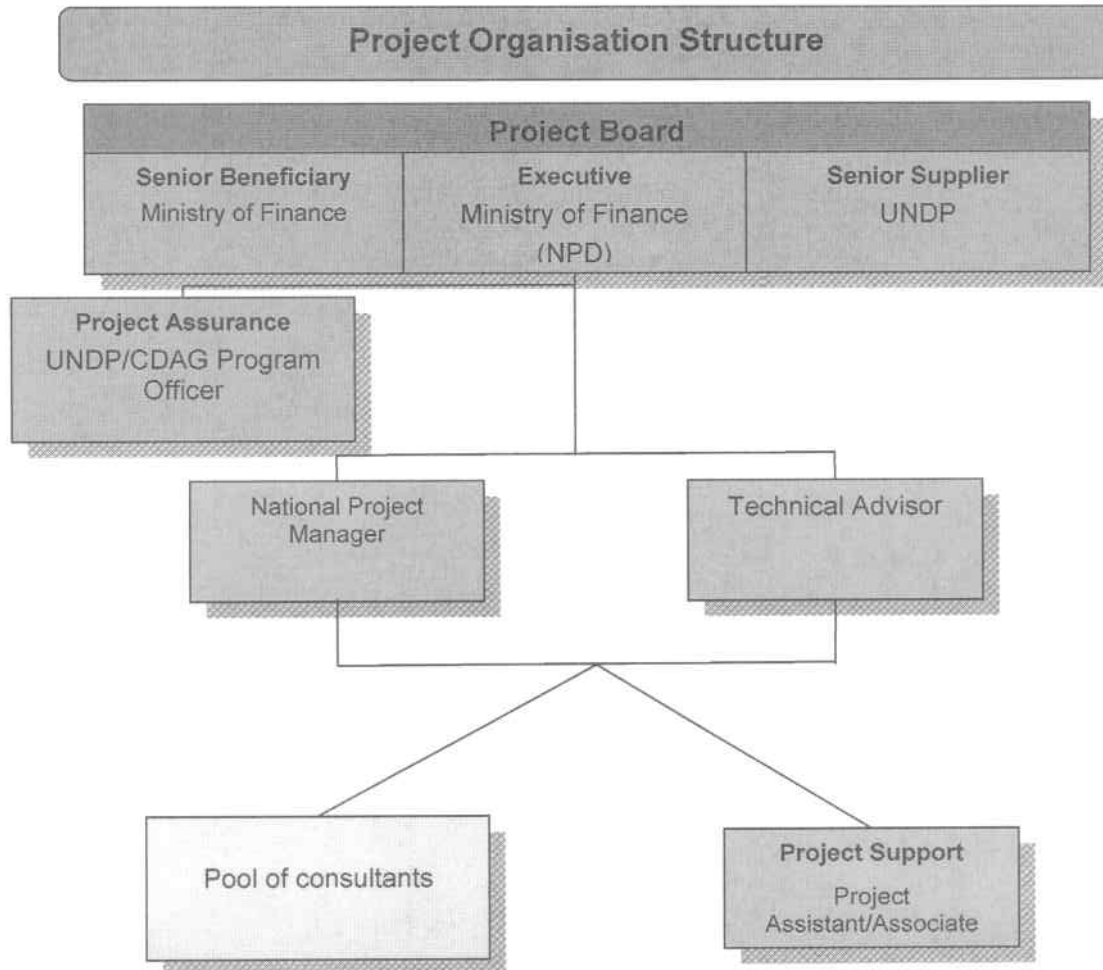 Project Organisation Structure
Project Board
Senior Beneficiary
Ministry of Finance
Executive
Ministry of Finance
(NPD)
Senior Supplier
UNDP
Project Assurance
UNDP/CDAG Program
Officer
National Project
Manager
Technical Advisor
Pool of consultants
Project Support
Project
Assistant/Associate